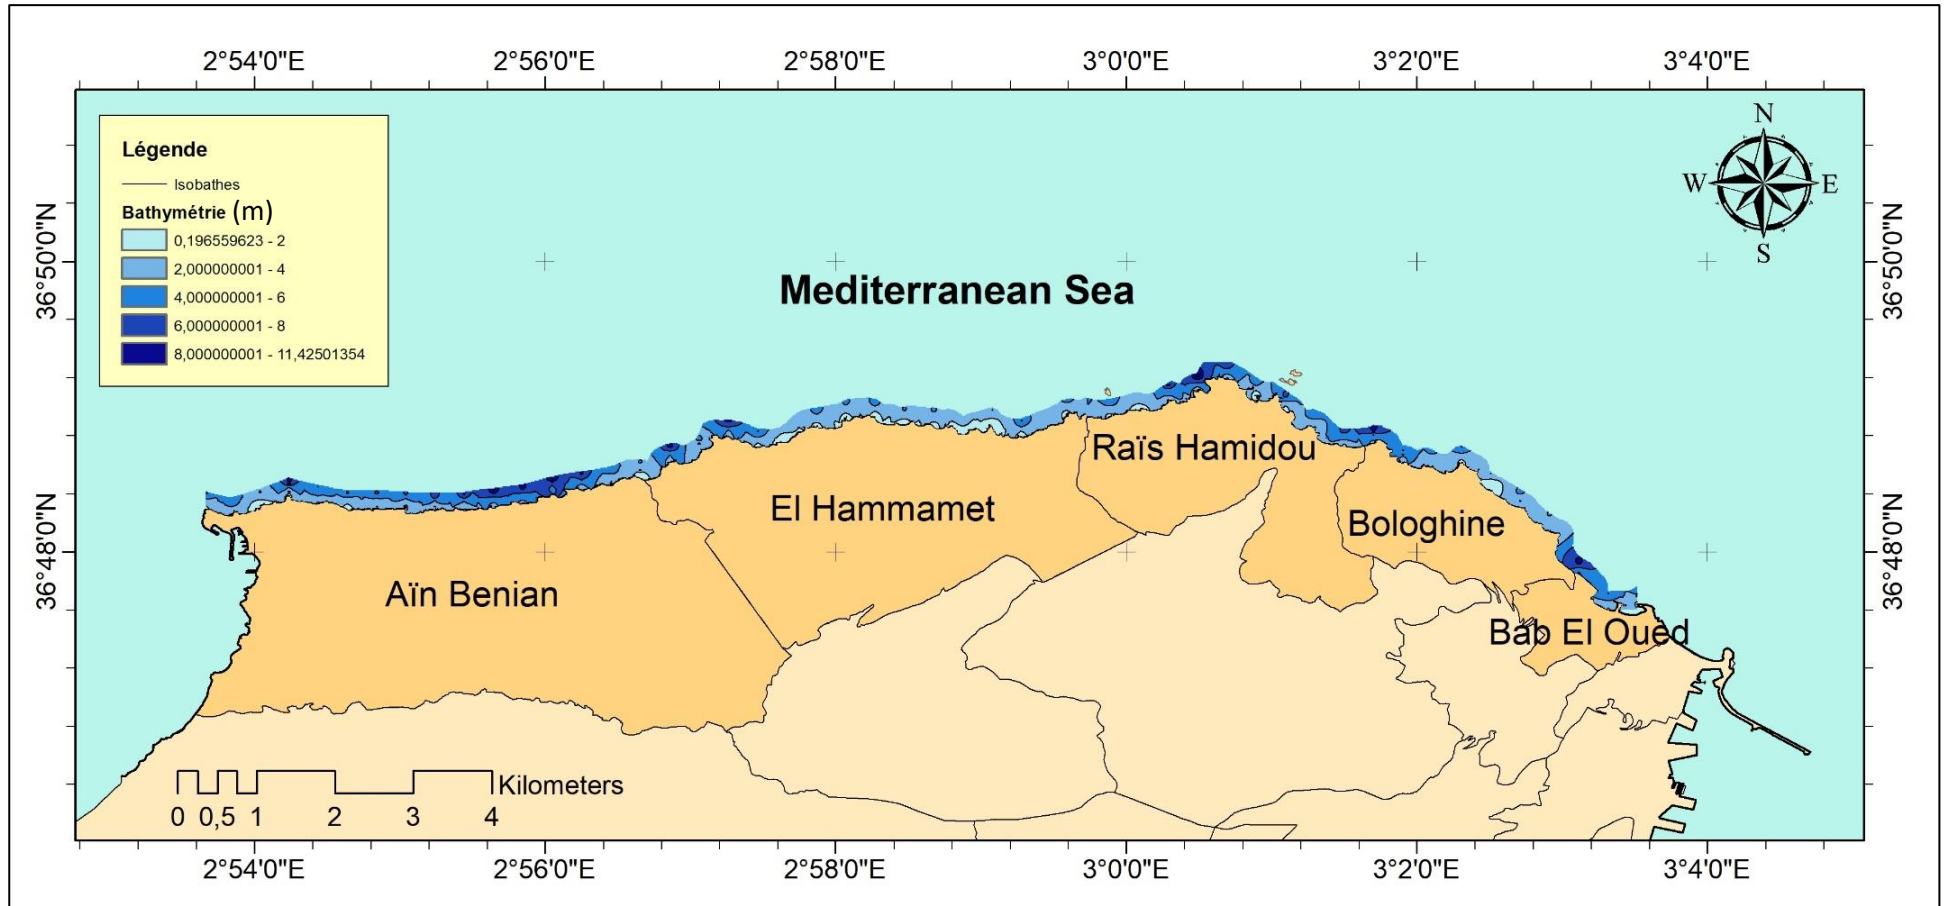 2°54'0"E 2°56'0"E 2°58'0"E 3°00'0"E 3°20'0"E 3°4'0"E
Légende
Isobathes
Bathymétrie (m)
0,196559623 - 2
2,000000001 - 4
4,000000001 - 6
6,000000001 - 8
8,000000001 - 11,42501354
N
W E
S
36°50'0"N 36°50'0"N
Mediterranean Sea
Raïs Hamidou
El Hammamet
Bologhine
36°48'0"N 36°48'0"N
Aïn Benian
Bab El Oued
Kilometers
0 0,5 1 2 3 4
2°54'0"E 2°56'0"E 2°58'0"E 3°00'0"E 3°20'0"E 3°4'0"E